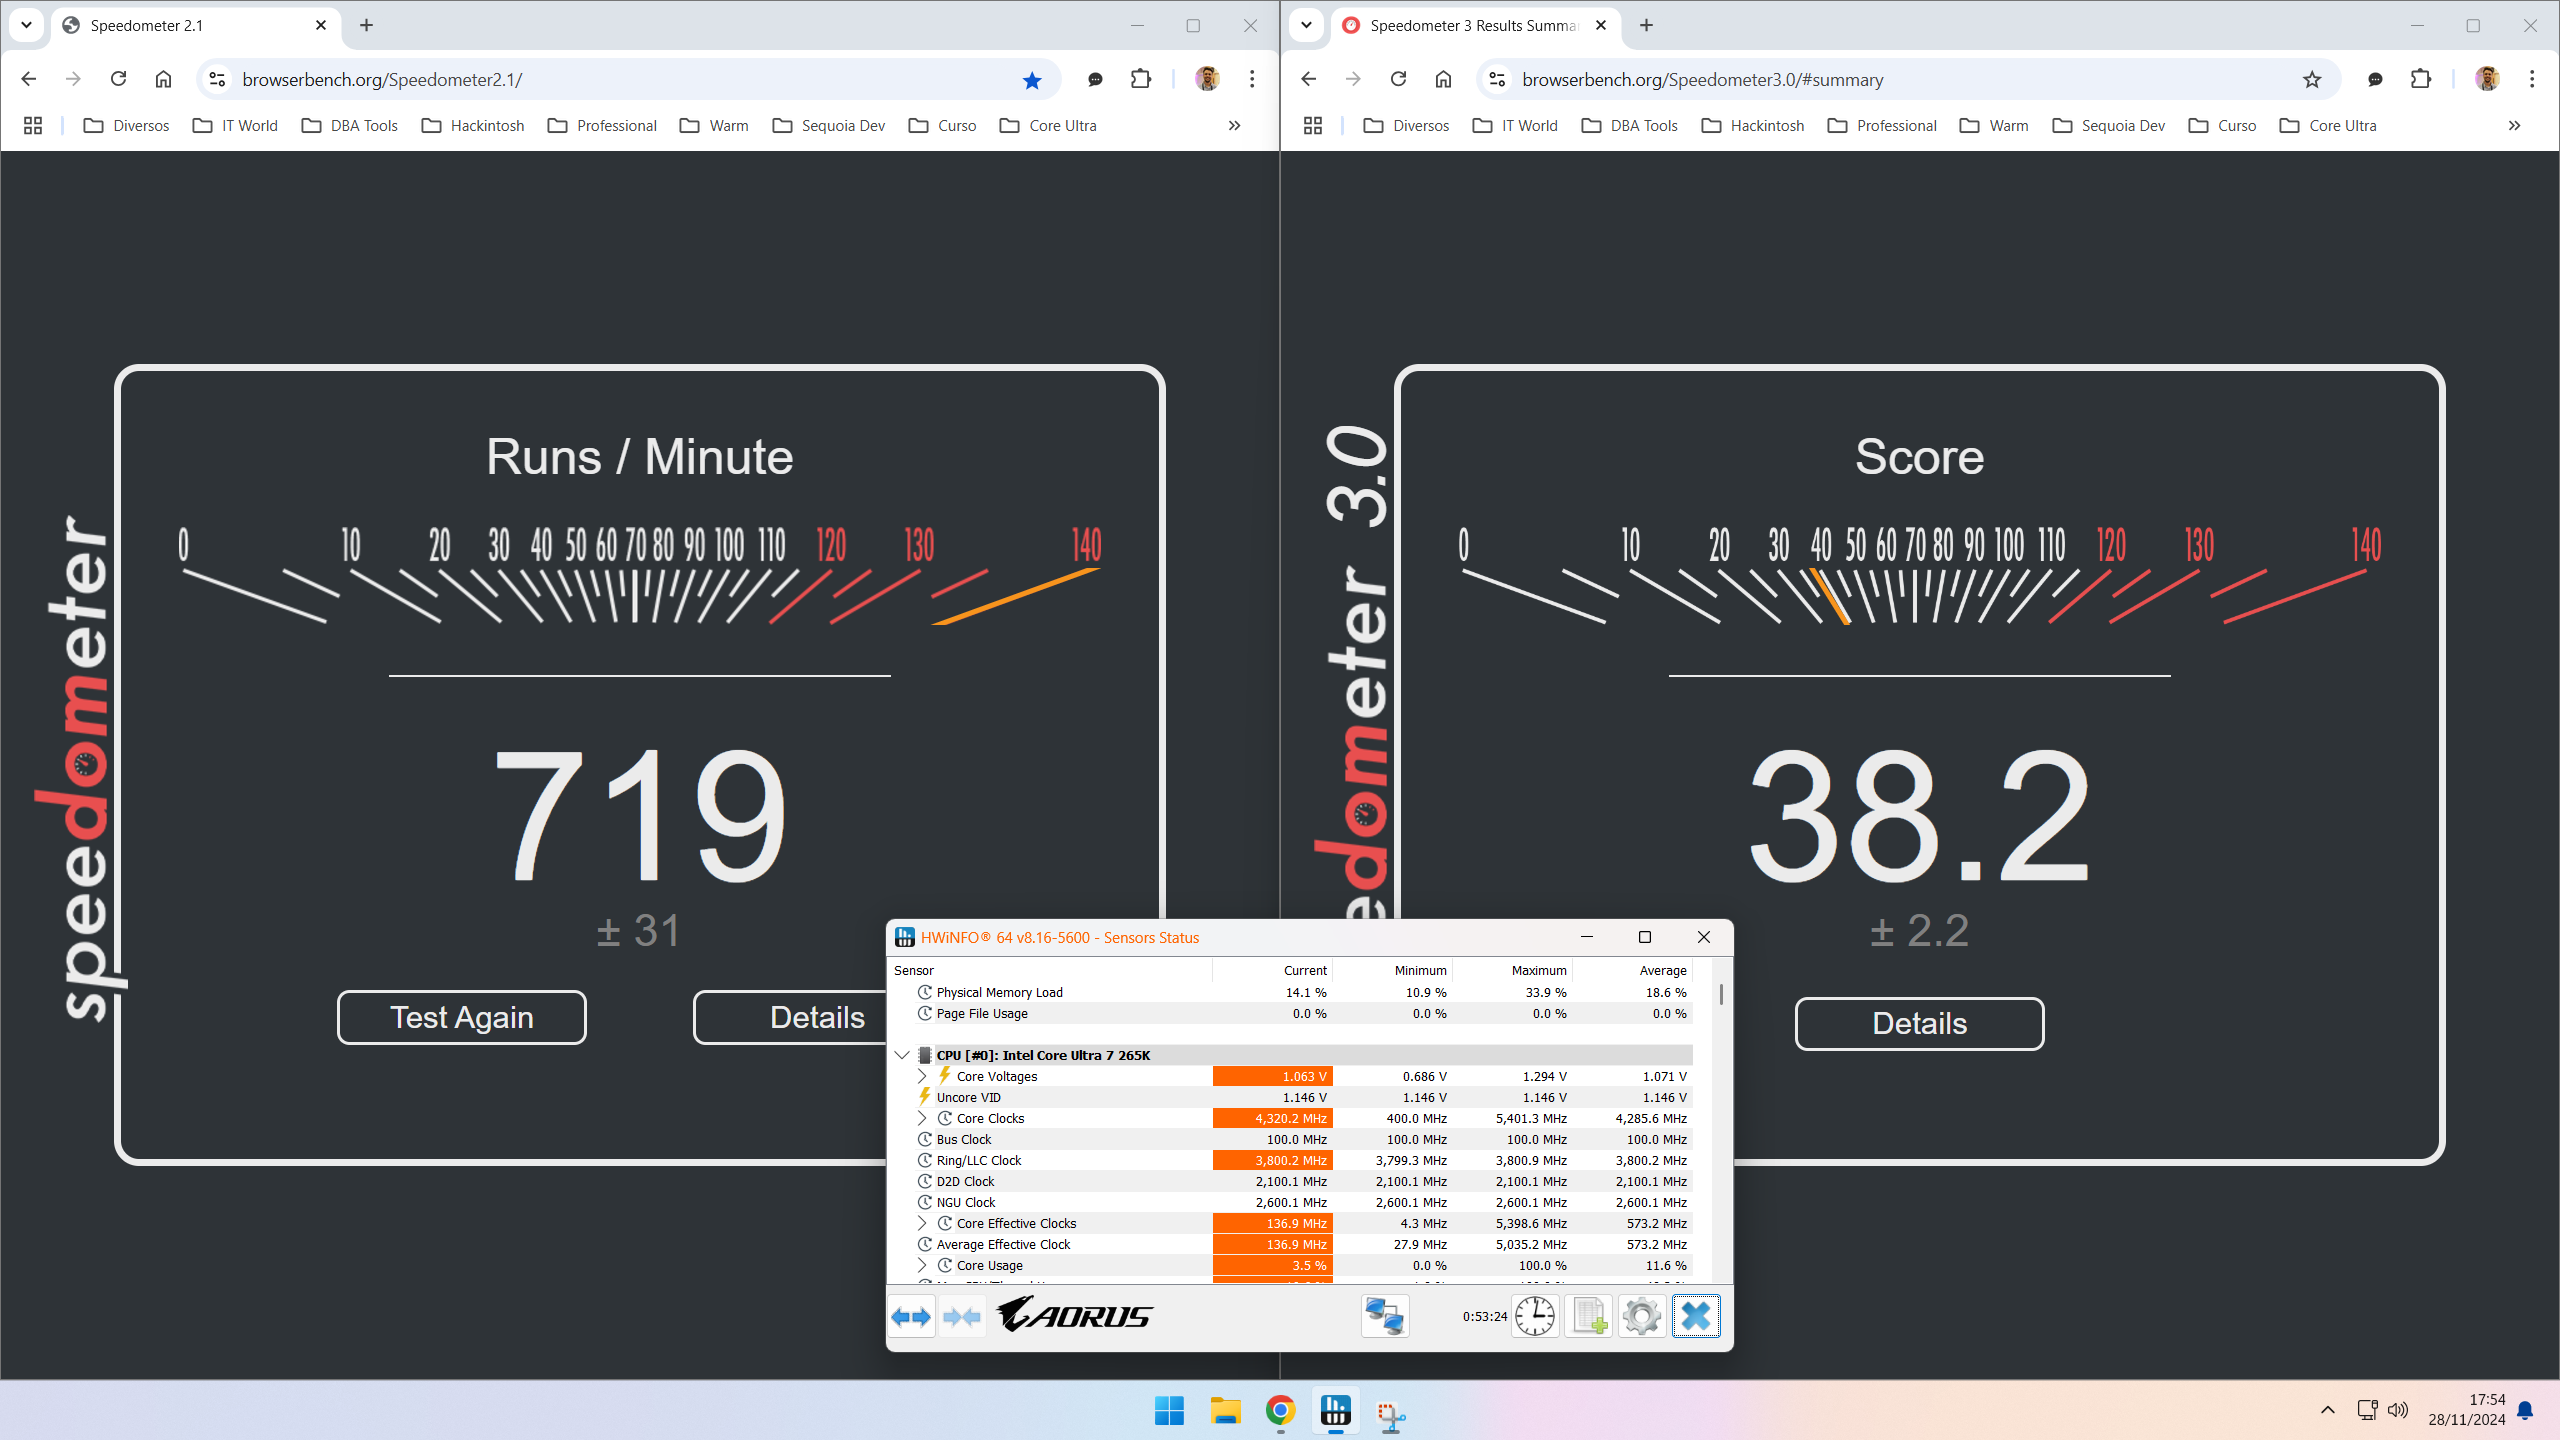 Speedometer 2.1
browserbench.org/Speedometer2.1/
Diversos IT World DBA Tools Hackintosh Professional Warm Sequoia Dev Curso Core Ultra
speedometer
Runs / Minute
0 10 20 30 40 50 60 70 80 90 100 110 120 130 140
719
± 31
Test Again Details
Speedometer 3 Results Summa
browserbench.org/Speedometer3.0/#summary
Diversos IT World DBA Tools Hackintosh Professional Warm Sequoia Dev Curso Core Ultra
edometer 3.0
Score
0 10 20 30 40 50 60 70 80 90 100 110 120 130 140
38.2
± 2.2
Details
HWiNFO® 64 v8.16-5600 - Sensors Status
Sensor Current Minimum Maximum Average
Physical Memory Load 14.1 % 10.9 % 33.9 % 18.6 %
Page File Usage 0.0 % 0.0 % 0.0 % 0.0 %
CPU [#0]: Intel Core Ultra 7 265K
Core Voltages 1.063 V 0.686 V 1.294 V 1.071 V
Uncore VID 1.146 V 1.146 V 1.146 V 1.146 V
Core Clocks 4,320.2 MHz 400.0 MHz 5,401.3 MHz 4,285.6 MHz
Bus Clock 100.0 MHz 100.0 MHz 100.0 MHz 100.0 MHz
Ring/LLC Clock 3,800.2 MHz 3,799.3 MHz 3,800.9 MHz 3,800.2 MHz
D2D Clock 2,100.1 MHz 2,100.1 MHz 2,100.1 MHz 2,100.1 MHz
NGU Clock 2,600.1 MHz 2,600.1 MHz 2,600.1 MHz 2,600.1 MHz
Core Effective Clocks 136.9 MHz 4.3 MHz 5,398.6 MHz 573.2 MHz
Average Effective Clock 136.9 MHz 27.9 MHz 5,035.2 MHz 573.2 MHz
Core Usage 3.5 % 0.0 % 100.0 % 11.6 %
AORUS
0:53:24
17:54
28/11/2024